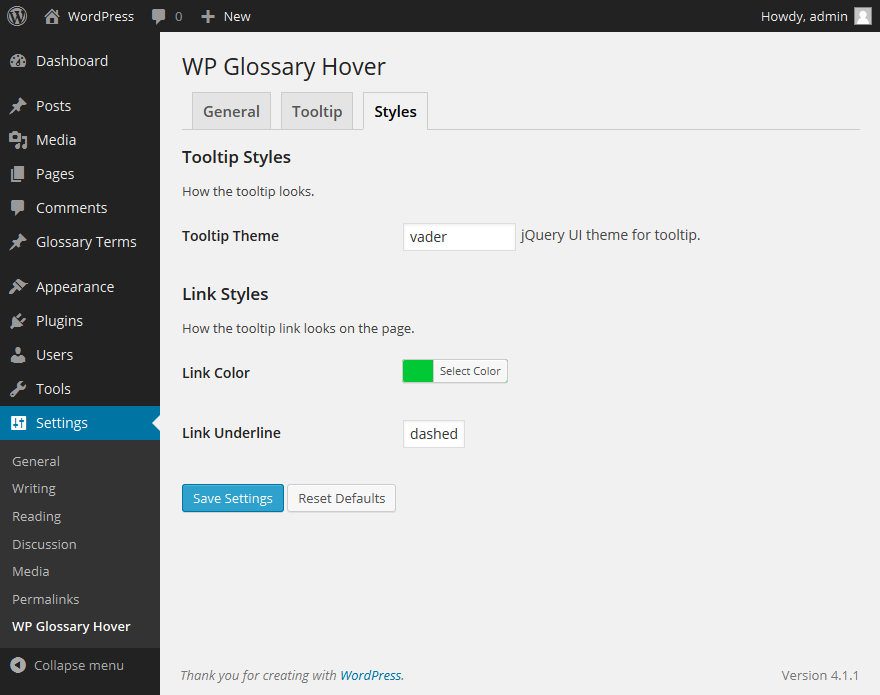 WordPress 0 New Howdy, admin
Dashboard
Posts
Media
Pages
Comments
Glossary Terms
Appearance
Plugins
Users
Tools
Settings
General
Writing
Reading
Discussion
Media
Permalinks
WP Glossary Hover
Collapse menu
WP Glossary Hover
General Tooltip Styles
Tooltip Styles
How the tooltip looks.
Tooltip Theme vader jQuery UI theme for tooltip.
Link Styles
How the tooltip link looks on the page.
Link Color Select Color
Link Underline dashed
Save Settings Reset Defaults
Thank you for creating with WordPress. Version 4.1.1